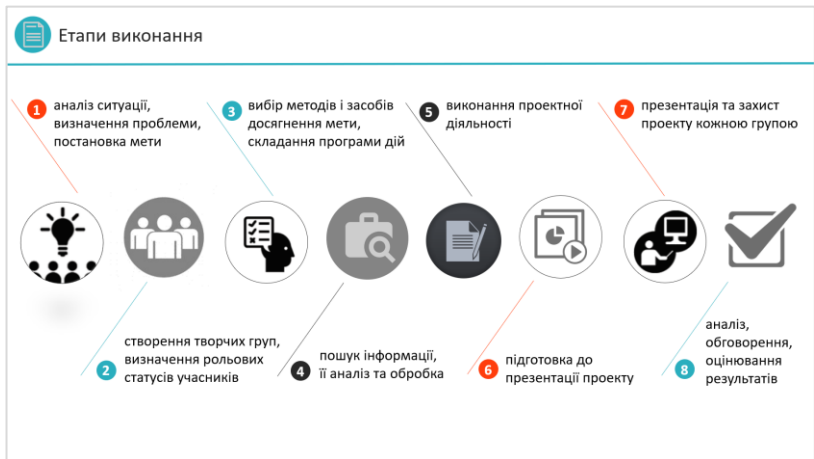 Етапи виконання
1
аналіз ситуації,
визначення проблеми,
постановка мети
2
створення творчих груп,
визначення рольових
статусів учасників
3
вибір методів і засобів
досягнення мети,
складання програми дій
4
пошук інформації,
її аналіз та обробка
5
виконання проектної
діяльності
6
підготовка до
презентації проекту
7
презентація та захист
проекту кожною групою
8
аналіз,
обговорення,
оцінювання
результатів